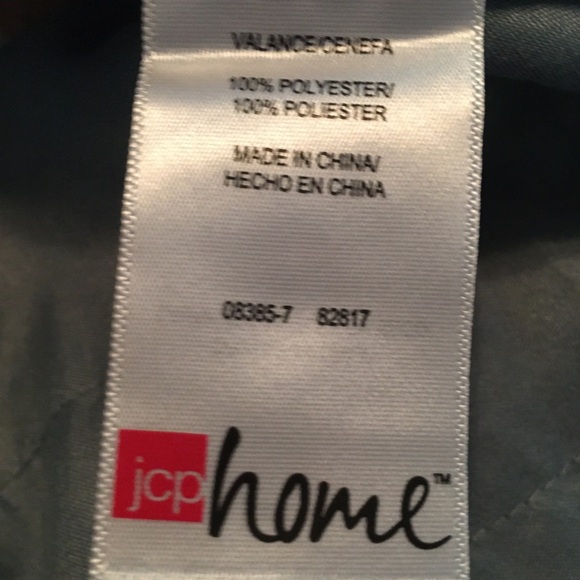 VALANCE/CENEFA
100% POLYESTER/
100% POLIESTER
MADE IN CHINA/
HECHO EN CHINA
08385-7 82817
jcp home™